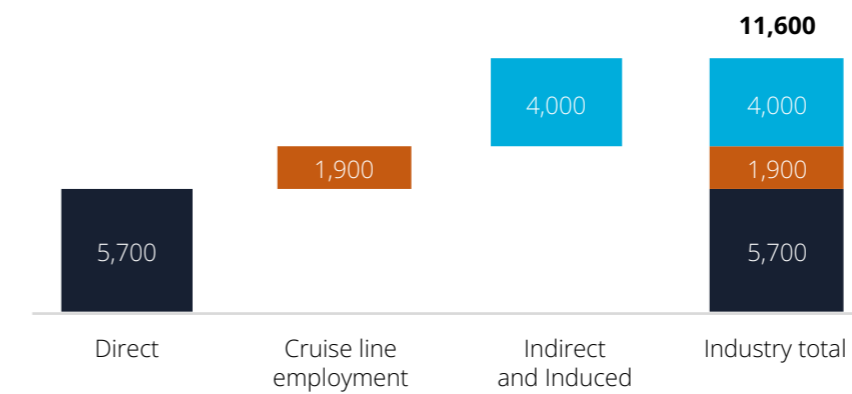 11,600
4,000
4,000
1,900
1,900
5,700
5,700
Direct
Cruise line
employment
Indirect
and Induced
Industry total